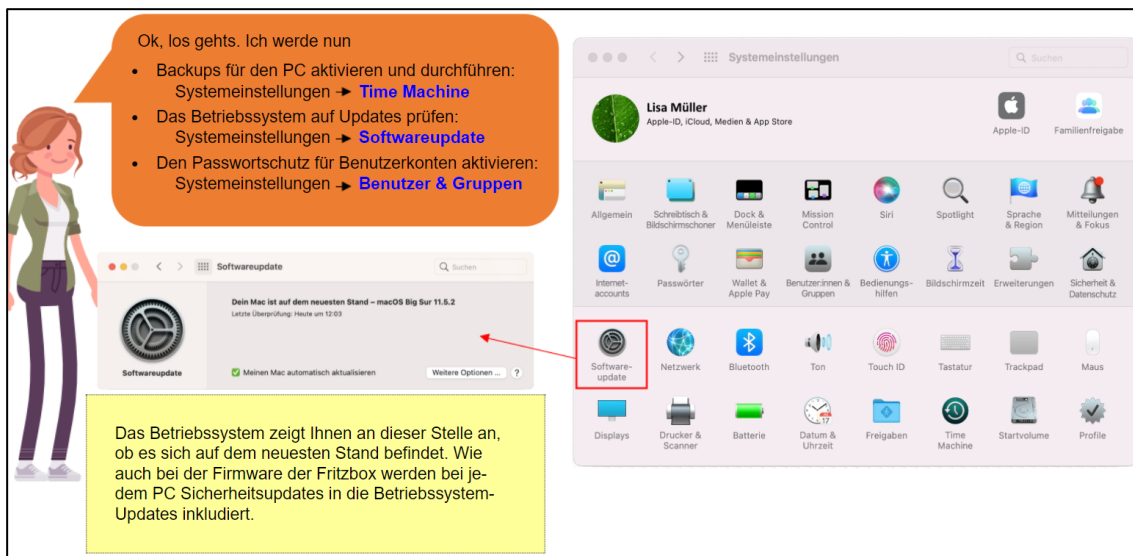 Ok, los gehts. Ich werde nun
• Backups für den PC aktivieren und durchführen:
Systemeinstellungen → Time Machine
• Das Betriebssystem auf Updates prüfen:
Systemeinstellungen → Softwareupdate
• Den Passwortschutz für Benutzerkonten aktivieren:
Systemeinstellungen → Benutzer & Gruppen
Softwareupdate
Suchen
Dein Mac ist auf dem neuesten Stand – macOS Big Sur 11.5.2
Letzte Überprüfung: Heute um 12:03
Softwareupdate
Meinen Mac automatisch aktualisieren
Weitere Optionen ...
?
Das Betriebssystem zeigt Ihnen an dieser Stelle an,
ob es sich auf dem neuesten Stand befindet. Wie
auch bei der Firmware der Fritzbox werden bei je-
dem PC Sicherheitsupdates in die Betriebssystem-
Updates inkludiert.
Systemeinstellungen
Suchen
Lisa Müller
Apple-ID, iCloud, Medien & App Store
Apple-ID
Familienfreigabe
Allgemein
Schreibtisch &
Bildschirmschoner
Dock &
Menüleiste
Mission
Control
Siri
Spotlight
Sprache
& Region
Mitteilungen
& Fokus
Internet-
accounts
Passwörter
Wallet &
Apple Pay
Benutzer:innen &
Gruppen
Bedienungs-
hilfen
Bildschirmzeit
Erweiterungen
Sicherheit &
Datenschutz
Software-
update
Netzwerk
Bluetooth
Ton
Touch ID
Tastatur
Trackpad
Maus
Displays
Drucker &
Scanner
Batterie
17
Datum &
Uhrzeit
Freigaben
Time
Machine
Startvolume
Profile